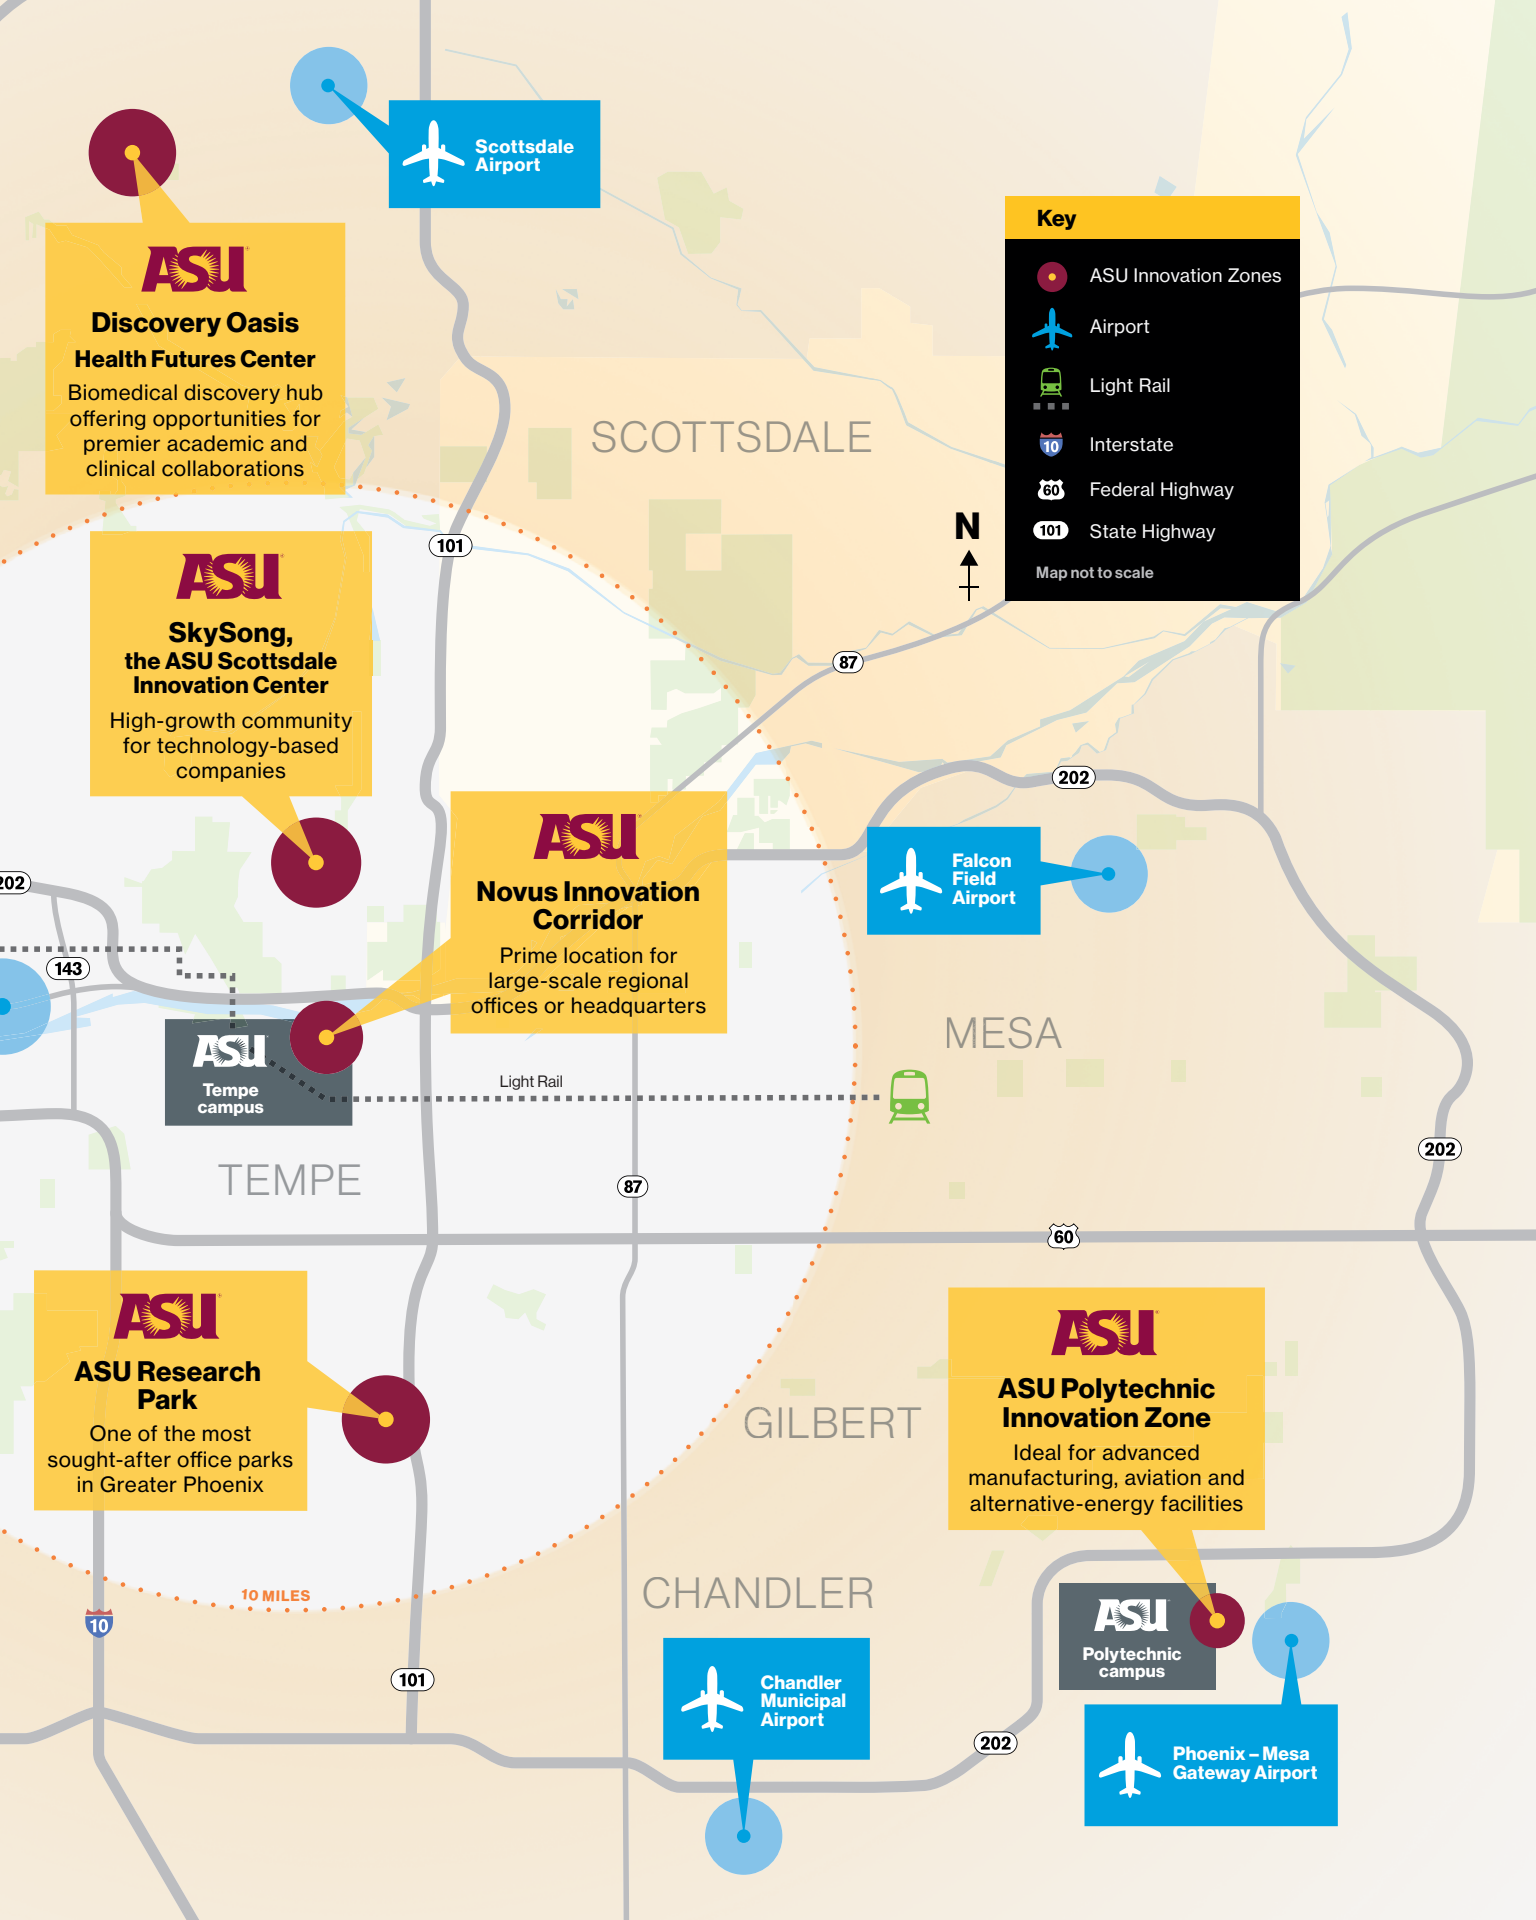 Scottsdale
Airport
ASU
Discovery Oasis
Health Futures Center
Biomedical discovery hub
offering opportunities for
premier academic and
clinical collaborations
Key
ASU Innovation Zones
Airport
Light Rail
10
Interstate
60
Federal Highway
101
State Highway
Map not to scale
SCOTTSDALE
N
101
ASU
SkySong,
the ASU Scottsdale
Innovation Center
High-growth community
for technology-based
companies
87
202
ASU
Novus Innovation
Corridor
Prime location for
large-scale regional
offices or headquarters
Falcon
Field
Airport
202
143
ASU
Tempe
campus
Light Rail
MESA
202
TEMPE
87
60
ASU
ASU Research
Park
One of the most
sought-after office parks
in Greater Phoenix
ASU
ASU Polytechnic
Innovation Zone
Ideal for advanced
manufacturing, aviation and
alternative-energy facilities
GILBERT
10 MILES
CHANDLER
10
101
ASU
Polytechnic
campus
Chandler
Municipal
Airport
202
Phoenix – Mesa
Gateway Airport